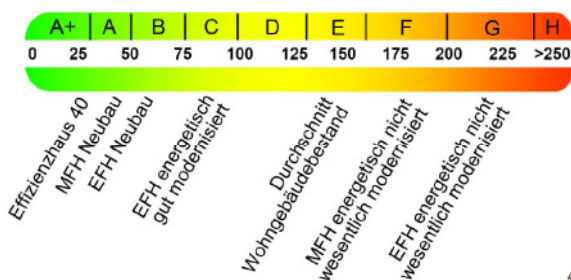 A+ A B C D E F G H
0 25 50 75 100 125 150 175 200 225 >250
Effizienzhaus 40
MFH Neubau
EFH Neubau
EFH energetisch
gut modernisiert
Durchschnitt
Wohngebäudebestand
MFH energetisch nicht
wesentlich modernisiert
EFH energetisch nicht
wesentlich modernisiert